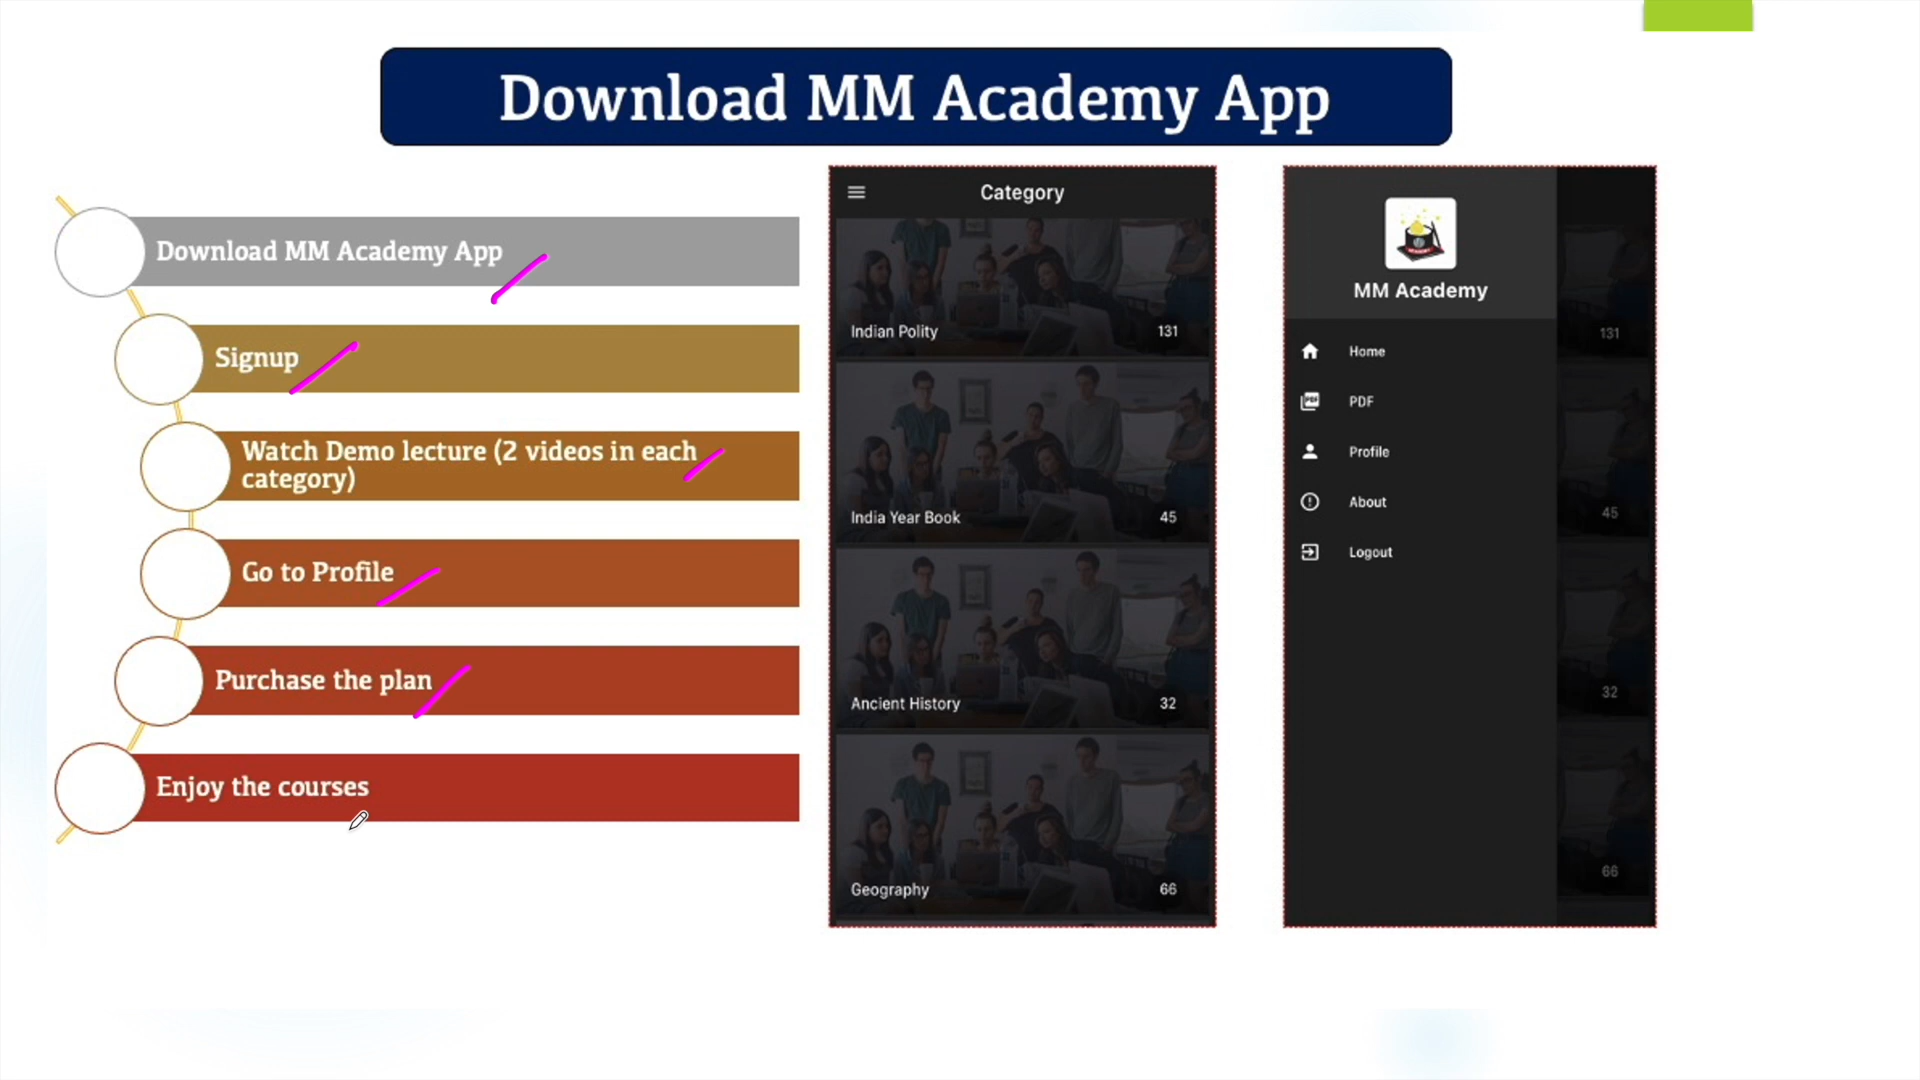 Download MM Academy App
Download MM Academy App
Signup
Watch Demo lecture (2 videos in each
category)
Go to Profile
Purchase the plan
Enjoy the courses
Category
Indian Polity 131
India Year Book 45
Ancient History 32
Geography 66
MM Academy
Home
PDF
Profile
About
Logout
131
45
32
66